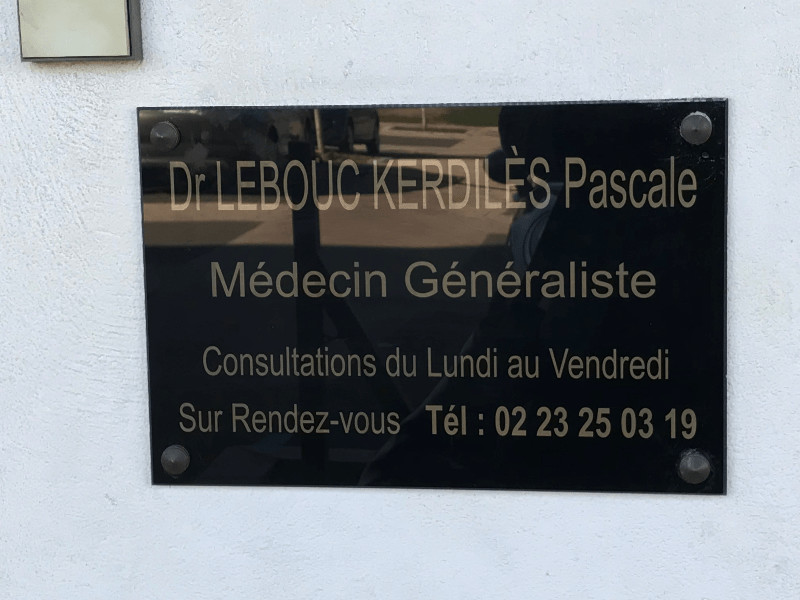 Dr LEBOUC KERDILÈS Pascale
Médecin Généraliste
Consultations du Lundi au Vendredi
Sur Rendez-vous Tél : 02 23 25 03 19